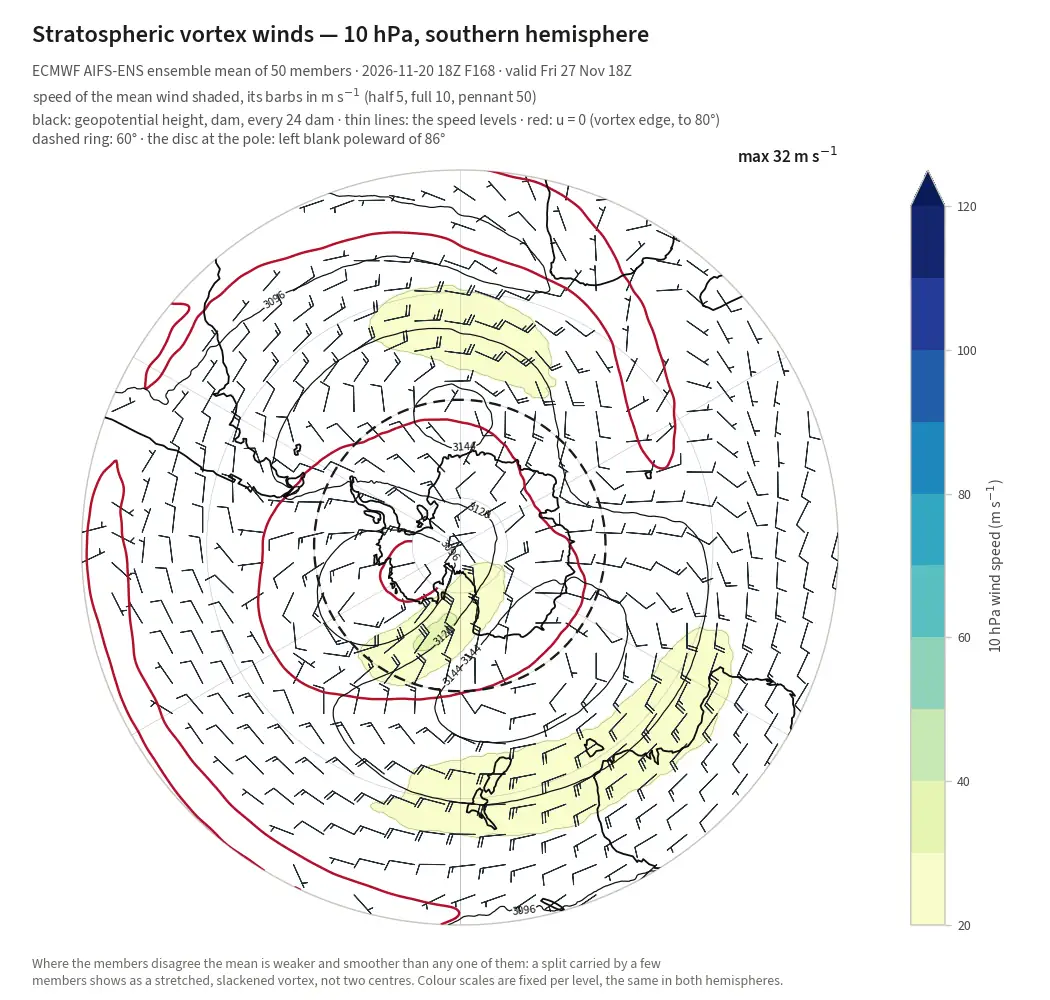 Stratospheric vortex winds — 10 hPa, southern hemisphere
ECMWF AIFS-ENS ensemble mean of 50 members · 2026-11-20 18Z F168 · valid Fri 27 Nov 18Z
speed of the mean wind shaded, its barbs in m s⁻¹ (half 5, full 10, pennant 50)
black: geopotential height, dam, every 24 dam · thin lines: the speed levels · red: u = 0 (vortex edge, to 80°)
dashed ring: 60° · the disc at the pole: left blank poleward of 86°
max 32 m s⁻¹
120
100
80
60
40
20
10 hPa wind speed (m s⁻¹)
3096
3144
3120
3096
3120
3144
3144
3096
Where the members disagree the mean is weaker and smoother than any one of them: a split carried by a few
members shows as a stretched, slackened vortex, not two centres. Colour scales are fixed per level, the same in both hemispheres.